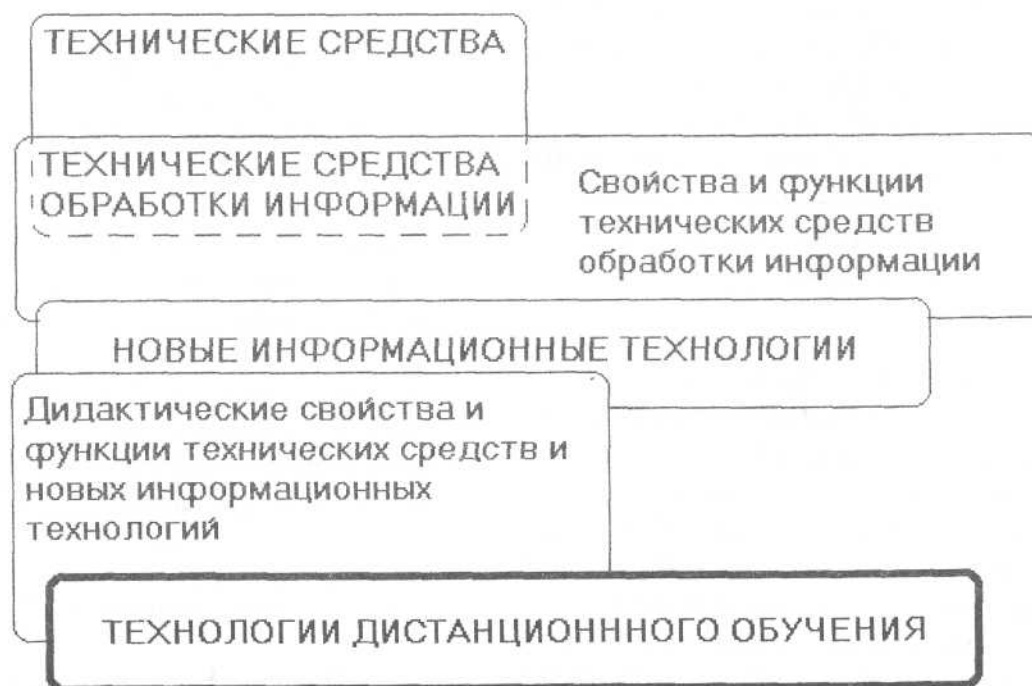 ТЕХНИЧЕСКИЕ СРЕДСТВА
ТЕХНИЧЕСКИЕ СРЕДСТВА
ОБРАБОТКИ ИНФОРМАЦИИ
Свойства и функции
технических средств
обработки информации
НОВЫЕ ИНФОРМАЦИОННЫЕ ТЕХНОЛОГИИ
Дидактические свойства и
функции технических средств и
новых информационных
технологий
ТЕХНОЛОГИИ ДИСТАНЦИОНННОГО ОБУЧЕНИЯ